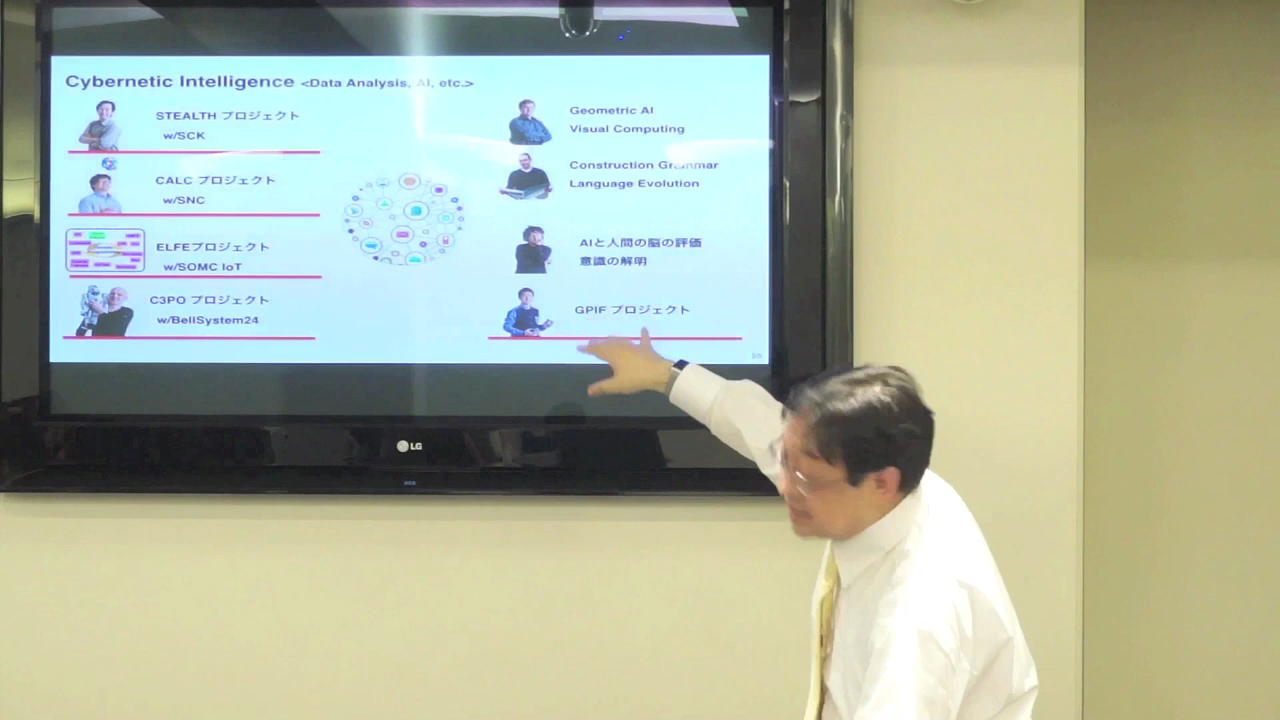 Cybernetic Intelligence <Data Analysis, AI, etc.>
STEALTH プロジェクト
w/SCK
CALC プロジェクト
w/SNC
ELFEプロジェクト
w/SOMC IoT
C3PO プロジェクト
w/BellSystem24
Geometric AI
Visual Computing
Construction Grammar
Language Evolution
AIと人間の脳の評価
意識の解明
GPIF プロジェクト
LG